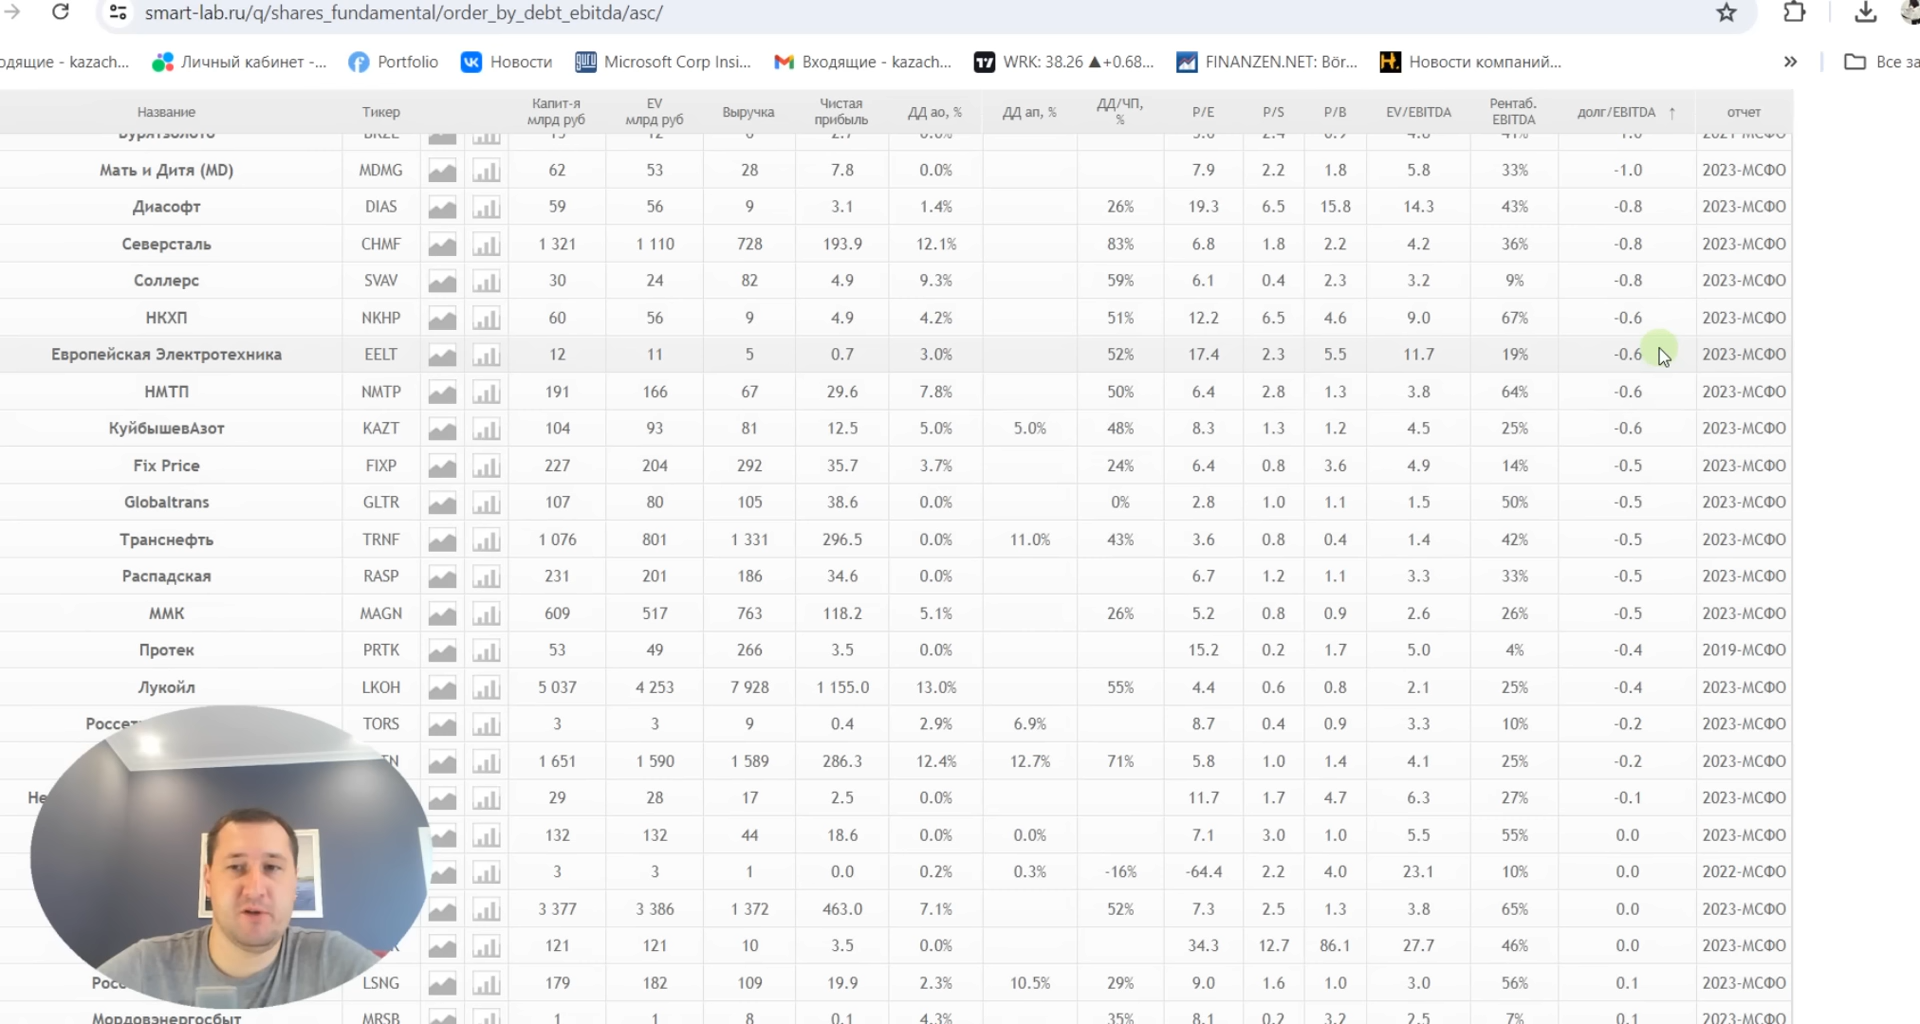 smart-lab.ru/q/shares_fundamental/order_by_debt_ebitda/asc/
одящие - kazach... Личный кабинет -... Portfolio Новости Microsoft Corp Insi... Входящие - kazach... WRK: 38.26 ▲+0.68... FINANZEN.NET: Bör... Новости компаний... » Все за
Название Тикер Капит-я млрд руб EV млрд руб Выручка Чистая прибыль ДД ао, % ДД ап, % ДД/ЧП, % P/E P/S P/B EV/EBITDA Рентаб. EBITDA долг/EBITDA ↑ отчет
Мать и Дитя (MD) MDMG 62 53 28 7.8 0.0% 7.9 2.2 1.8 5.8 33% -1.0 2023-МСФО
Диасофт DIAS 59 56 9 3.1 1.4% 26% 19.3 6.5 15.8 14.3 43% -0.8 2023-МСФО
Северсталь CHMF 1 321 1 110 728 193.9 12.1% 83% 6.8 1.8 2.2 4.2 36% -0.8 2023-МСФО
Соллерс SVAV 30 24 82 4.9 9.3% 59% 6.1 0.4 2.3 3.2 9% -0.8 2023-МСФО
НКХП NKHP 60 56 9 4.9 4.2% 51% 12.2 6.5 4.6 9.0 67% -0.6 2023-МСФО
Европейская Электротехника EELT 12 11 5 0.7 3.0% 52% 17.4 2.3 5.5 11.7 19% -0.6 2023-МСФО
НМТП NMTP 191 166 67 29.6 7.8% 50% 6.4 2.8 1.3 3.8 64% -0.6 2023-МСФО
КуйбышевАзот KAZT 104 93 81 12.5 5.0% 5.0% 48% 8.3 1.3 1.2 4.5 25% -0.6 2023-МСФО
Fix Price FIXP 227 204 292 35.7 3.7% 24% 6.4 0.8 3.6 4.9 14% -0.5 2023-МСФО
Globaltrans GLTR 107 80 105 38.6 0.0% 0% 2.8 1.0 1.1 1.5 50% -0.5 2023-МСФО
Транснефть TRNF 1 076 801 1 331 296.5 0.0% 11.0% 43% 3.6 0.8 0.4 1.4 42% -0.5 2023-МСФО
Распадская RASP 231 201 186 34.6 0.0% 6.7 1.2 1.1 3.3 33% -0.5 2023-МСФО
ММК MAGN 609 517 763 118.2 5.1% 26% 5.2 0.8 0.9 2.6 26% -0.5 2023-МСФО
Протек PRTK 53 49 266 3.5 0.0% 15.2 0.2 1.7 5.0 4% -0.4 2019-МСФО
Лукойл LKOH 5 037 4 253 7 928 1 155.0 13.0% 55% 4.4 0.6 0.8 2.1 25% -0.4 2023-МСФО
Россе TORS 3 3 9 0.4 2.9% 6.9% 8.7 0.4 0.9 3.3 10% -0.2 2023-МСФО
1 651 1 590 1 589 286.3 12.4% 12.7% 71% 5.8 1.0 1.4 4.1 25% -0.2 2023-МСФО
Не 29 28 17 2.5 0.0% 11.7 1.7 4.7 6.3 27% -0.1 2023-МСФО
132 132 44 18.6 0.0% 0.0% 7.1 3.0 1.0 5.5 55% 0.0 2023-МСФО
3 3 1 0.0 0.2% 0.3% -16% -64.4 2.2 4.0 23.1 10% 0.0 2022-МСФО
3 377 3 386 1 372 463.0 7.1% 52% 7.3 2.5 1.3 3.8 65% 0.0 2023-МСФО
121 121 10 3.5 0.0% 34.3 12.7 86.1 27.7 46% 0.0 2023-МСФО
Росс LSNG 179 182 109 19.9 2.3% 10.5% 29% 9.0 1.6 1.0 3.0 56% 0.1 2023-МСФО
Мордовэнергосбыт MRSB 1 1 8 0.1 4.3% 35% 8.1 0.2 3.2 2.5 7% 0.1 2023-МСФО